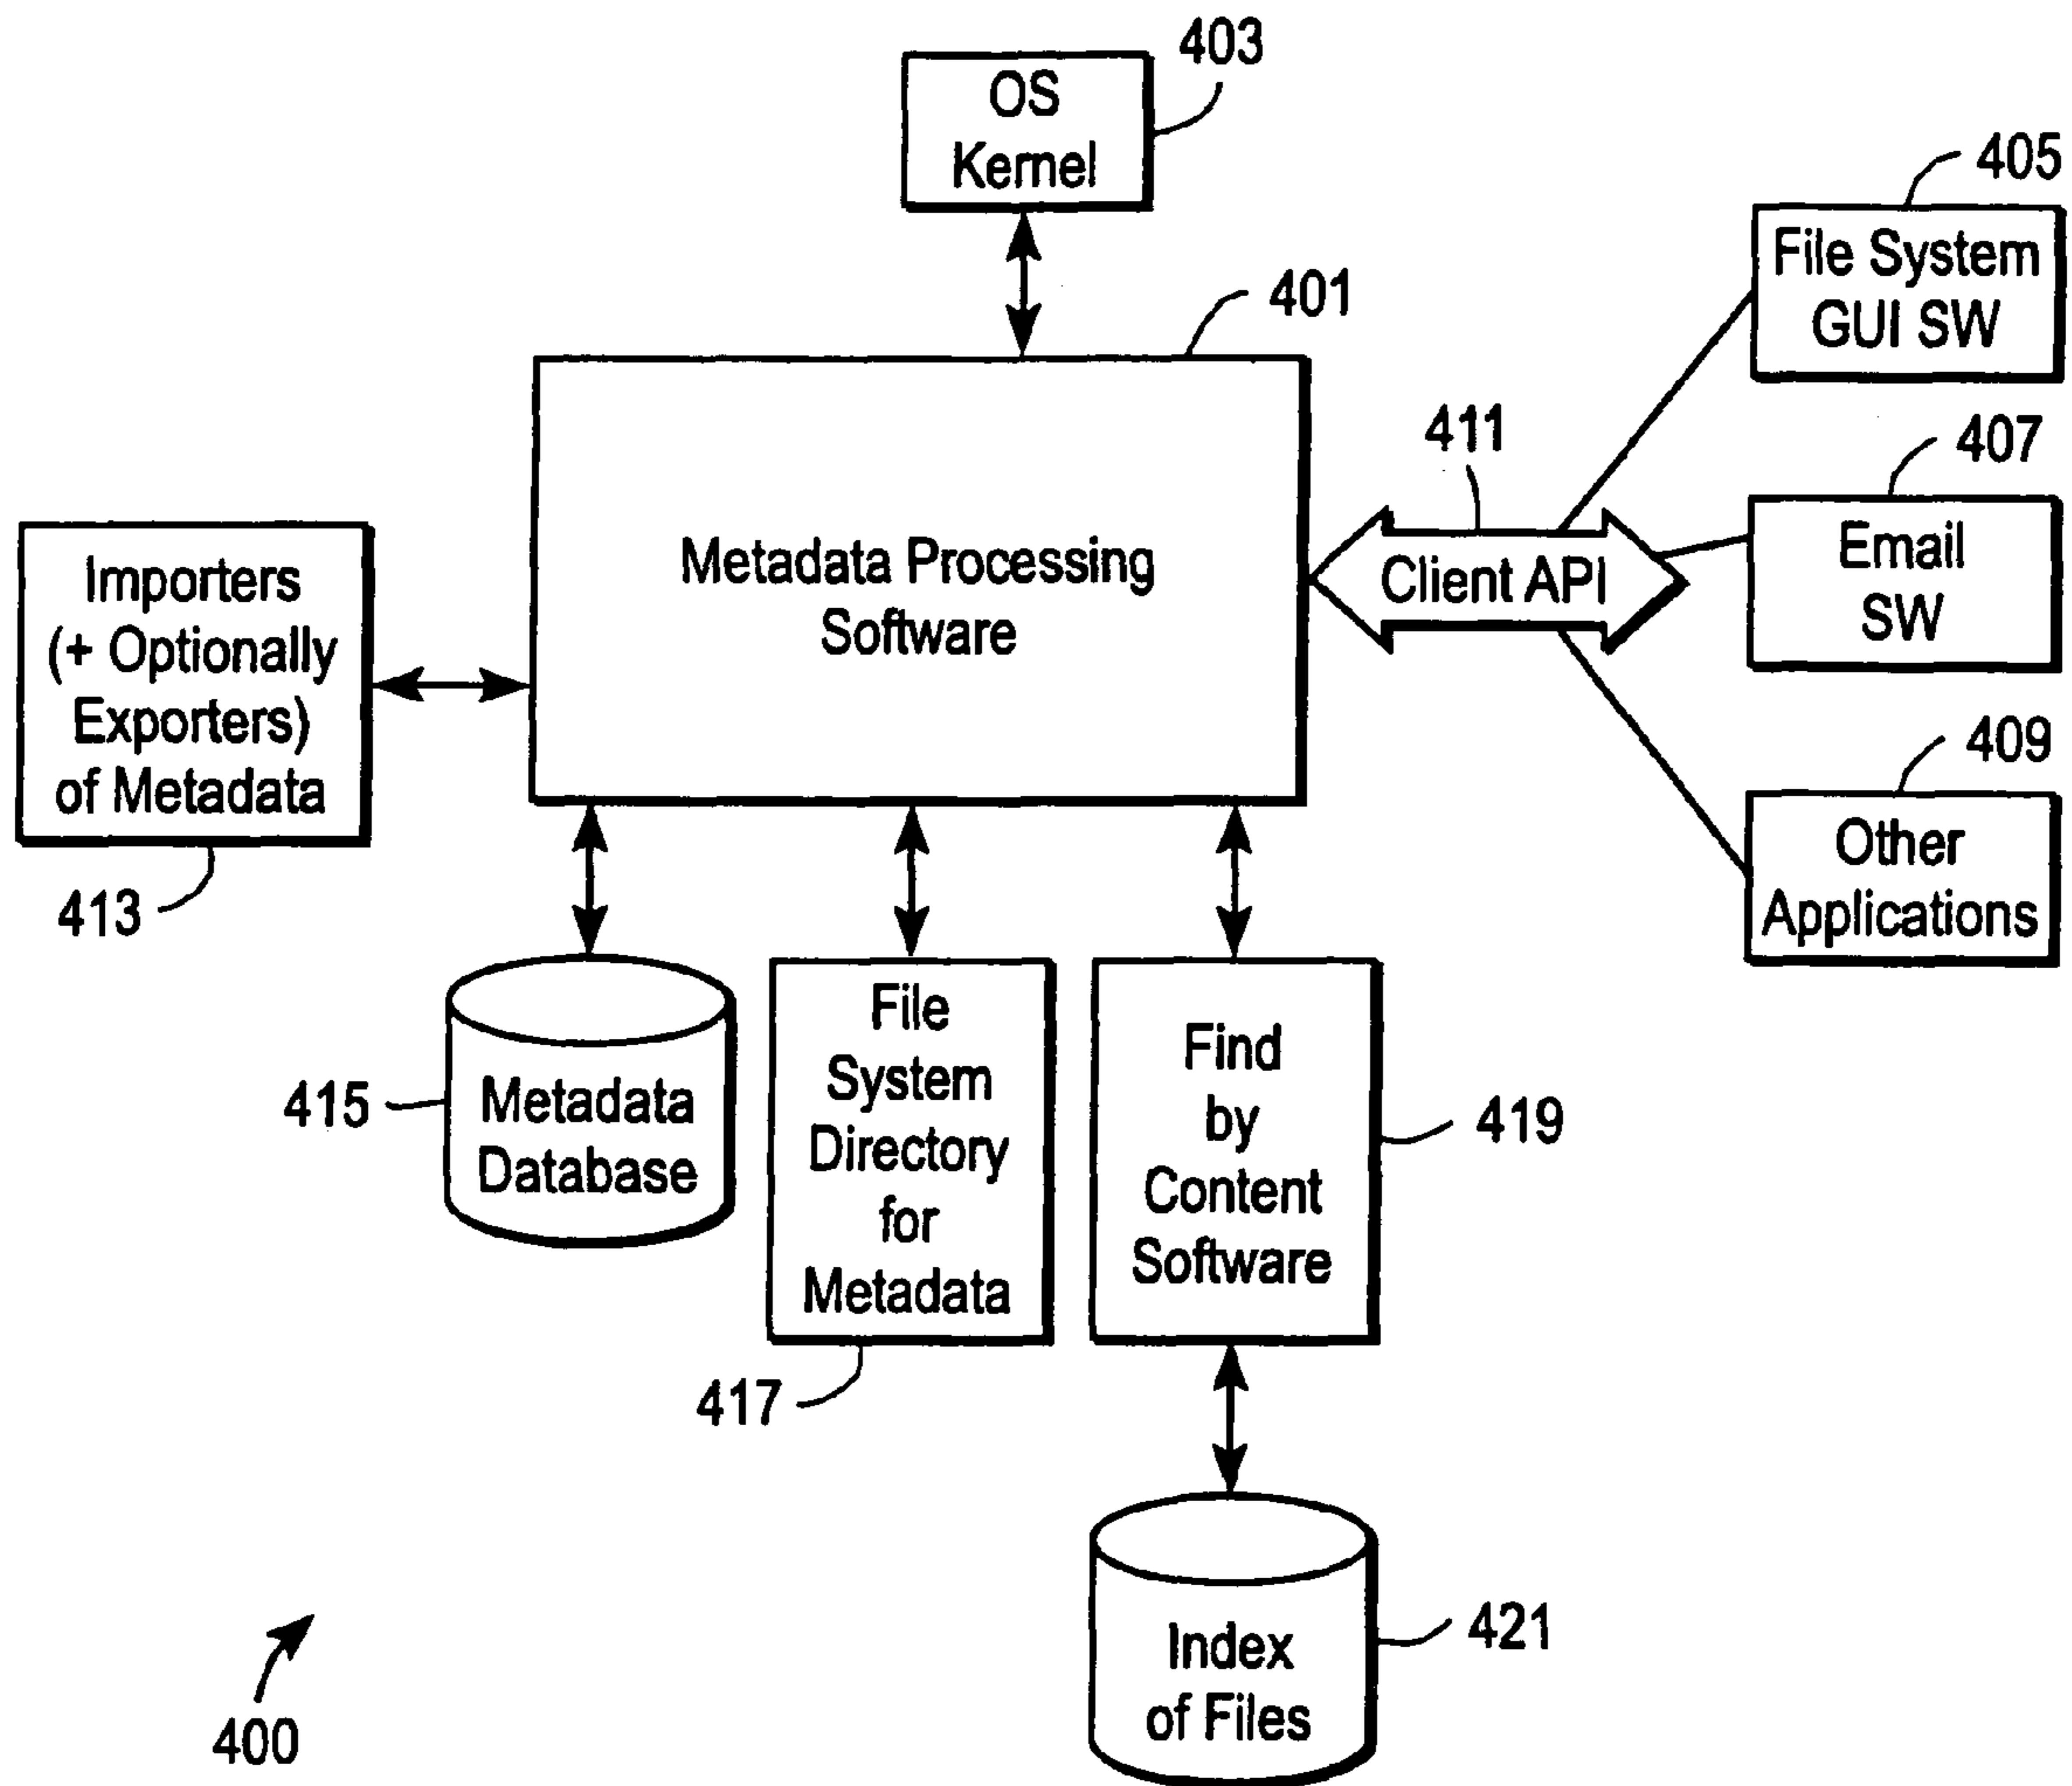 403
OS
Kernel
405
File System
GUI SW
401
411
407
Client API
Email
SW
Metadata Processing
Software
Importers
(+ Optionally
Exporters)
of Metadata
413
409
Other
Applications
415
Metadata
Database
File
System
Directory
for
Metadata
417
Find
by
Content
Software
419
421
Index
of Files
400